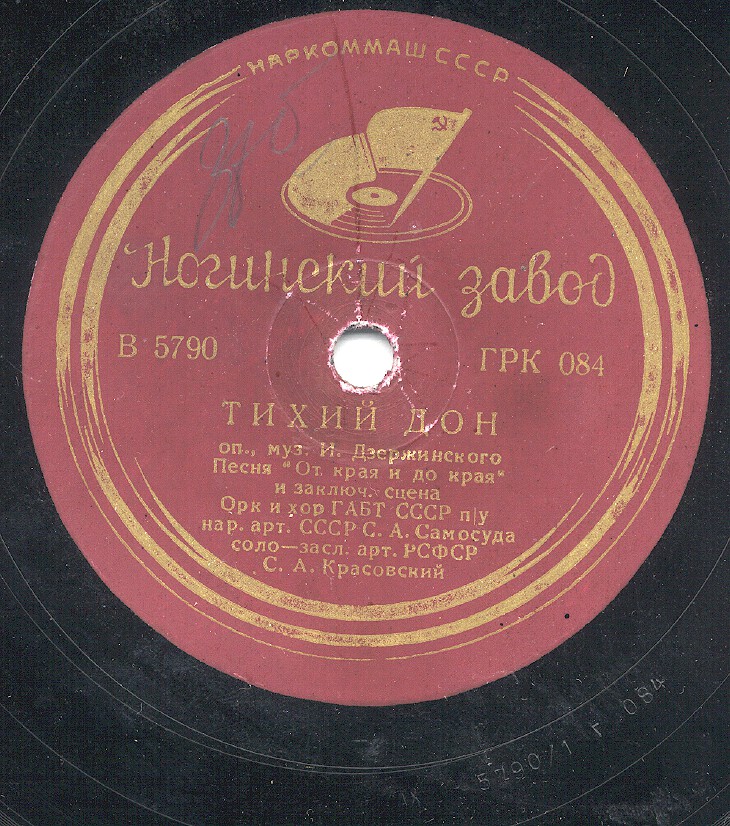 НАРКОММАШ СССР
Ногинский завод
В 5790
ГРК 084
ТИХИЙ ДОН
оп., муз. И. Дзержинского
Песня "От края и до края"
и заключ. сцена
Орк и хор ГАБТ СССР п/у
нар. арт. СССР С. А. Самосуда
соло—засл. арт. РСФСР
С. А. Красовский
5790/1 г 084